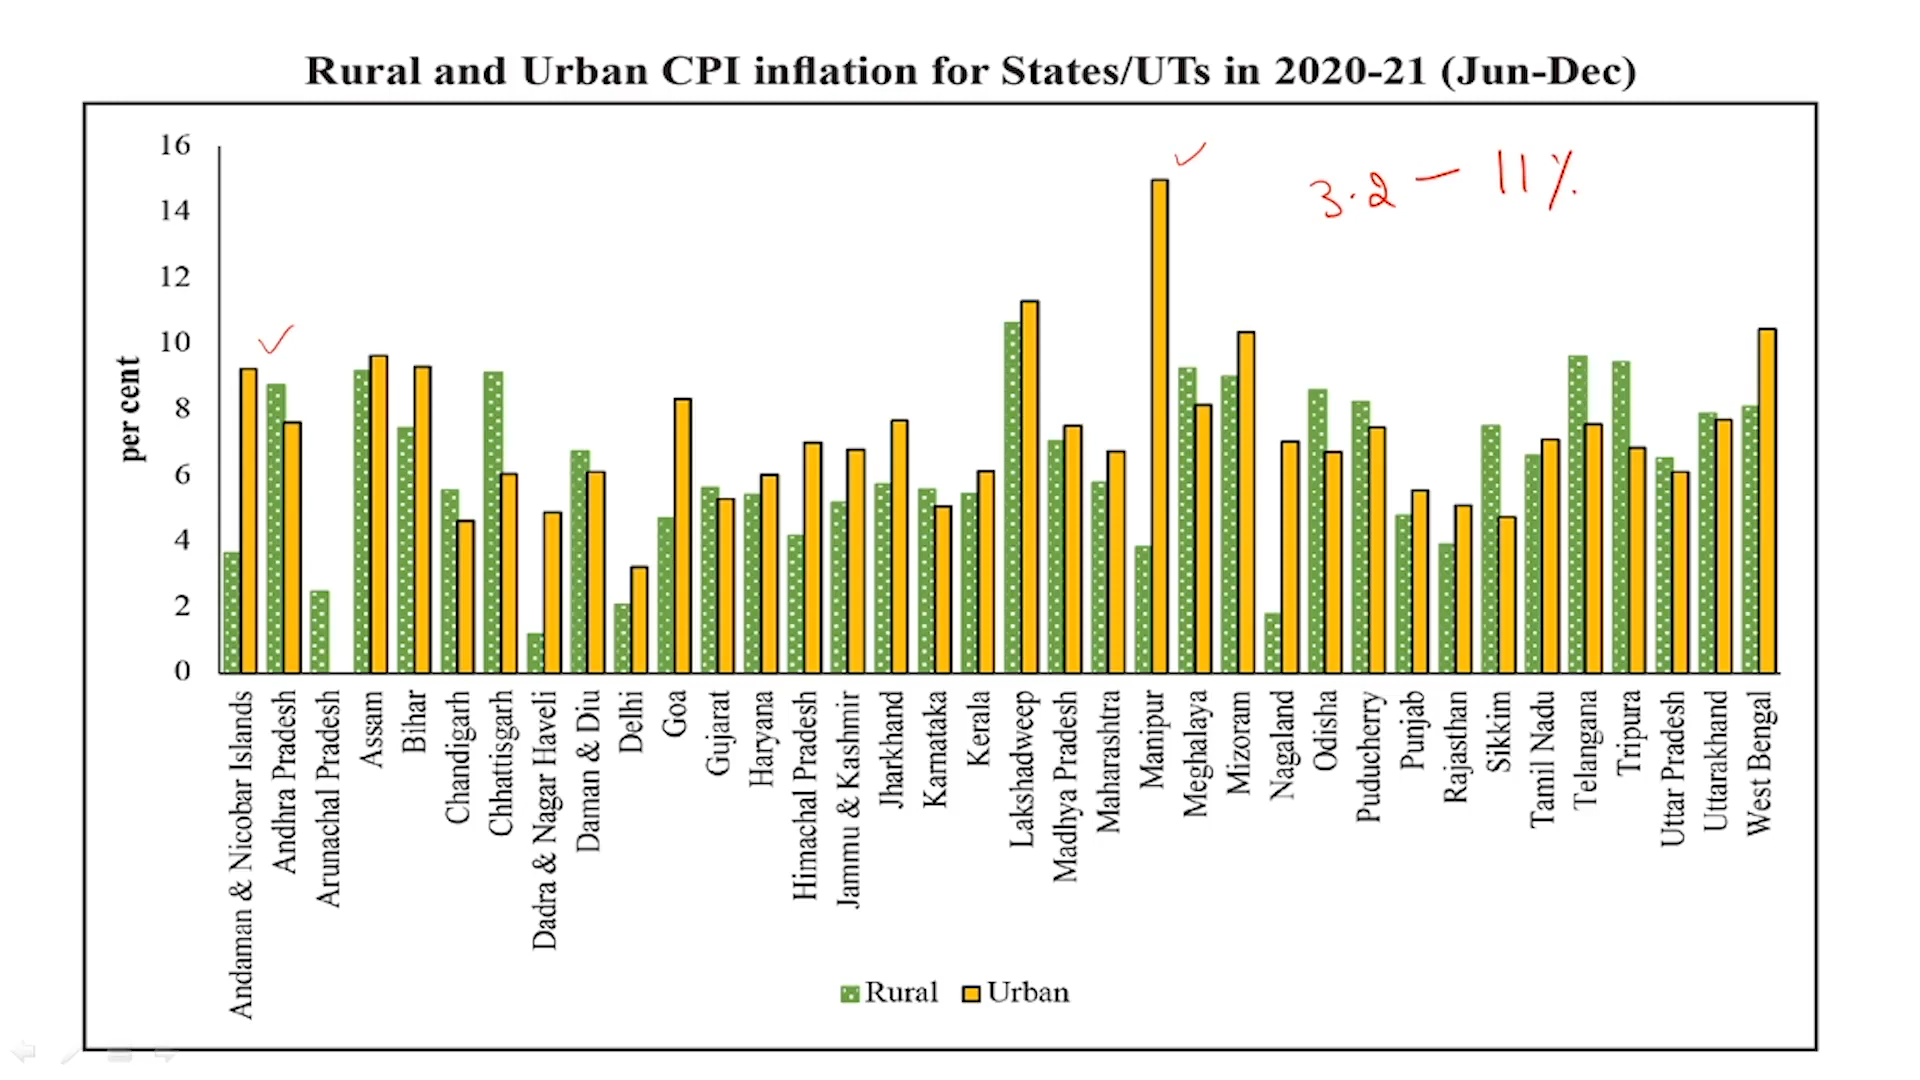 Rural and Urban CPI inflation for States/UTs in 2020-21 (Jun-Dec)
3.2 - 11%
16
14
12
10
8
6
4
2
0
per cent
Andaman & Nicobar Islands
Andhra Pradesh
Arunachal Pradesh
Assam
Bihar
Chandigarh
Chhattisgarh
Dadra & Nagar Haveli
Daman & Diu
Delhi
Goa
Gujarat
Haryana
Himachal Pradesh
Jammu & Kashmir
Jharkhand
Karnataka
Kerala
Lakshadweep
Madhya Pradesh
Maharashtra
Manipur
Meghalaya
Mizoram
Nagaland
Odisha
Puducherry
Punjab
Rajasthan
Sikkim
Tamil Nadu
Telangana
Tripura
Uttar Pradesh
Uttarakhand
West Bengal
Rural
Urban